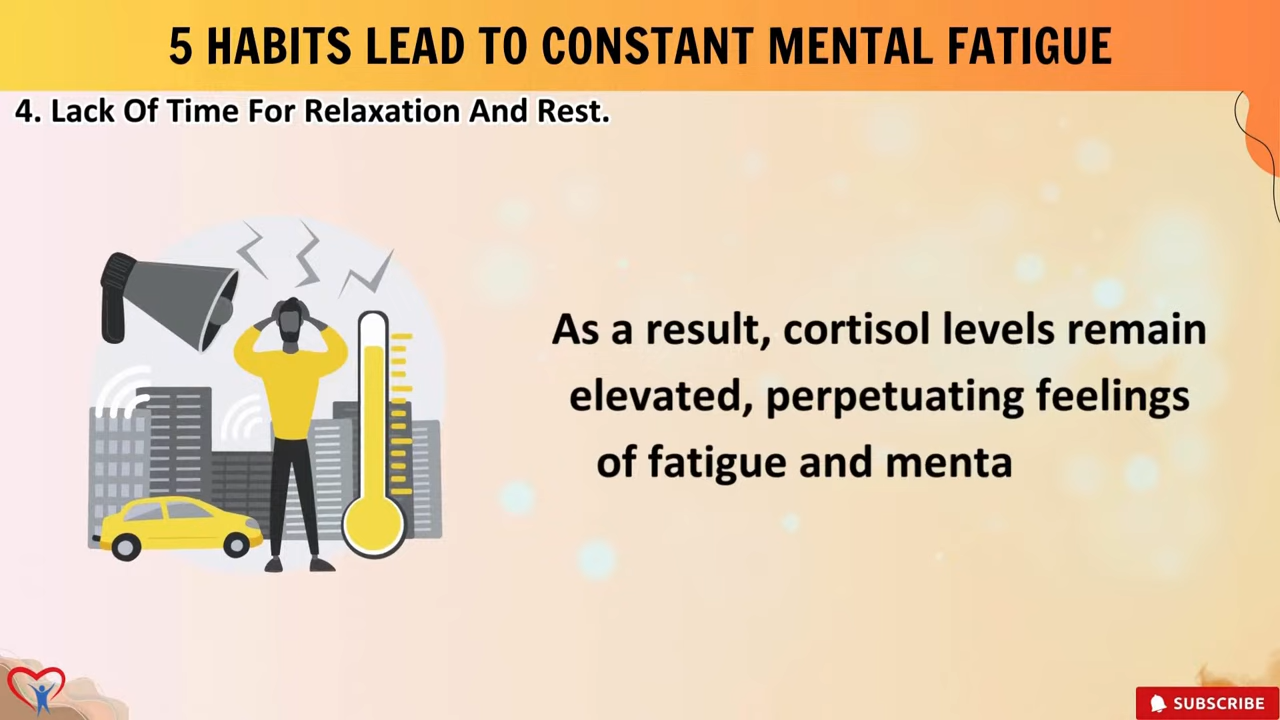 5 HABITS LEAD TO CONSTANT MENTAL FATIGUE
4. Lack Of Time For Relaxation And Rest.
As a result, cortisol levels remain
elevated, perpetuating feelings
of fatigue and menta
SUBSCRIBE